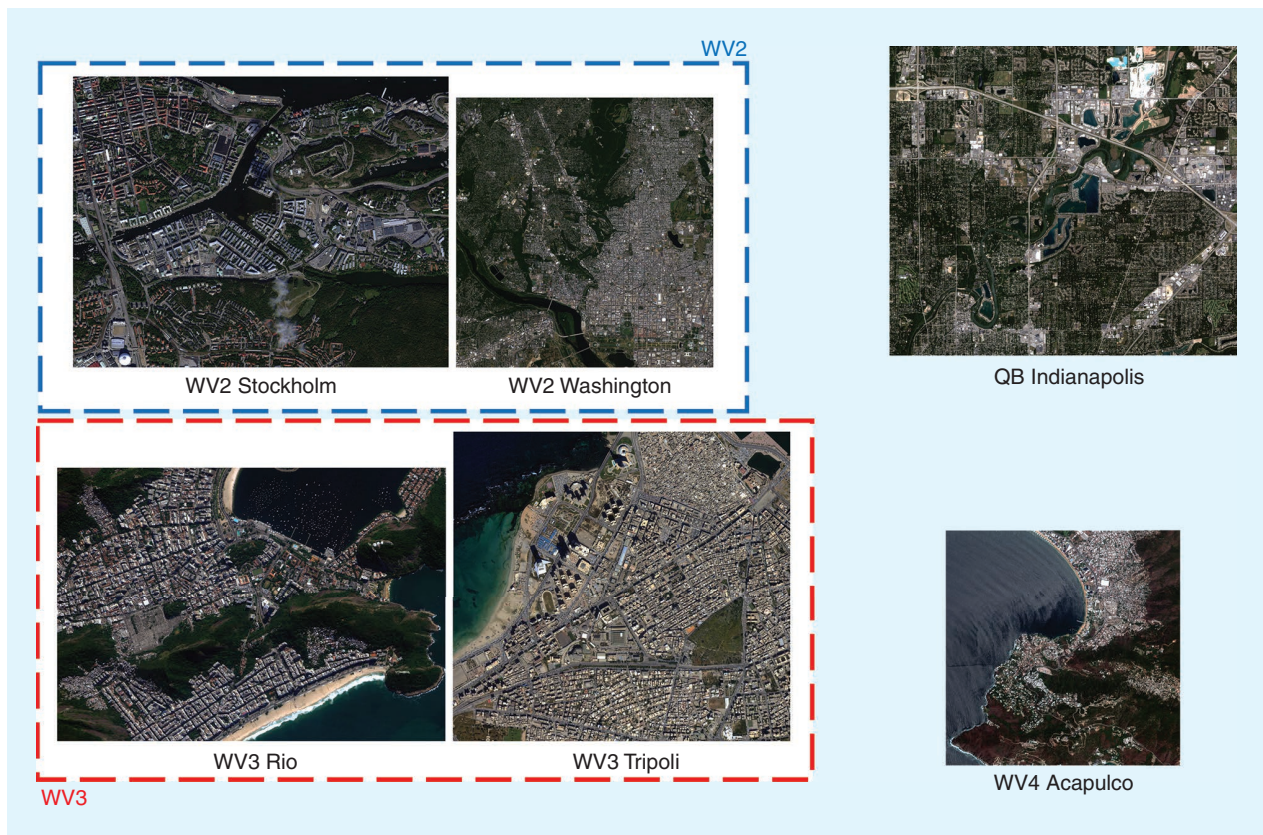 WV2
WV2 Stockholm
WV2 Washington
QB Indianapolis
WV3 Rio
WV3 Tripoli
WV3
WV4 Acapulco